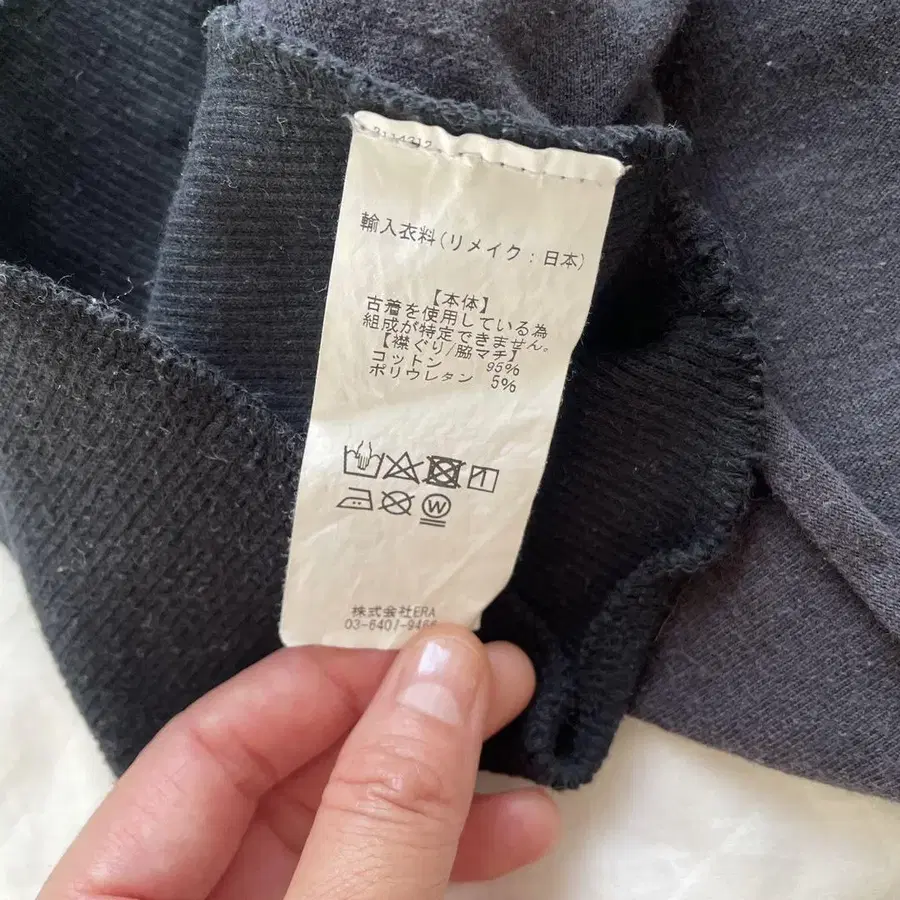 輸入衣料(リメイク:日本)
【本体】
古着を使用している為
組成が特定できません。
【襟ぐり/脇マチ】
コットン 95%
ポリウレタン 5%
W
株式会社ERA
03-6407-9466